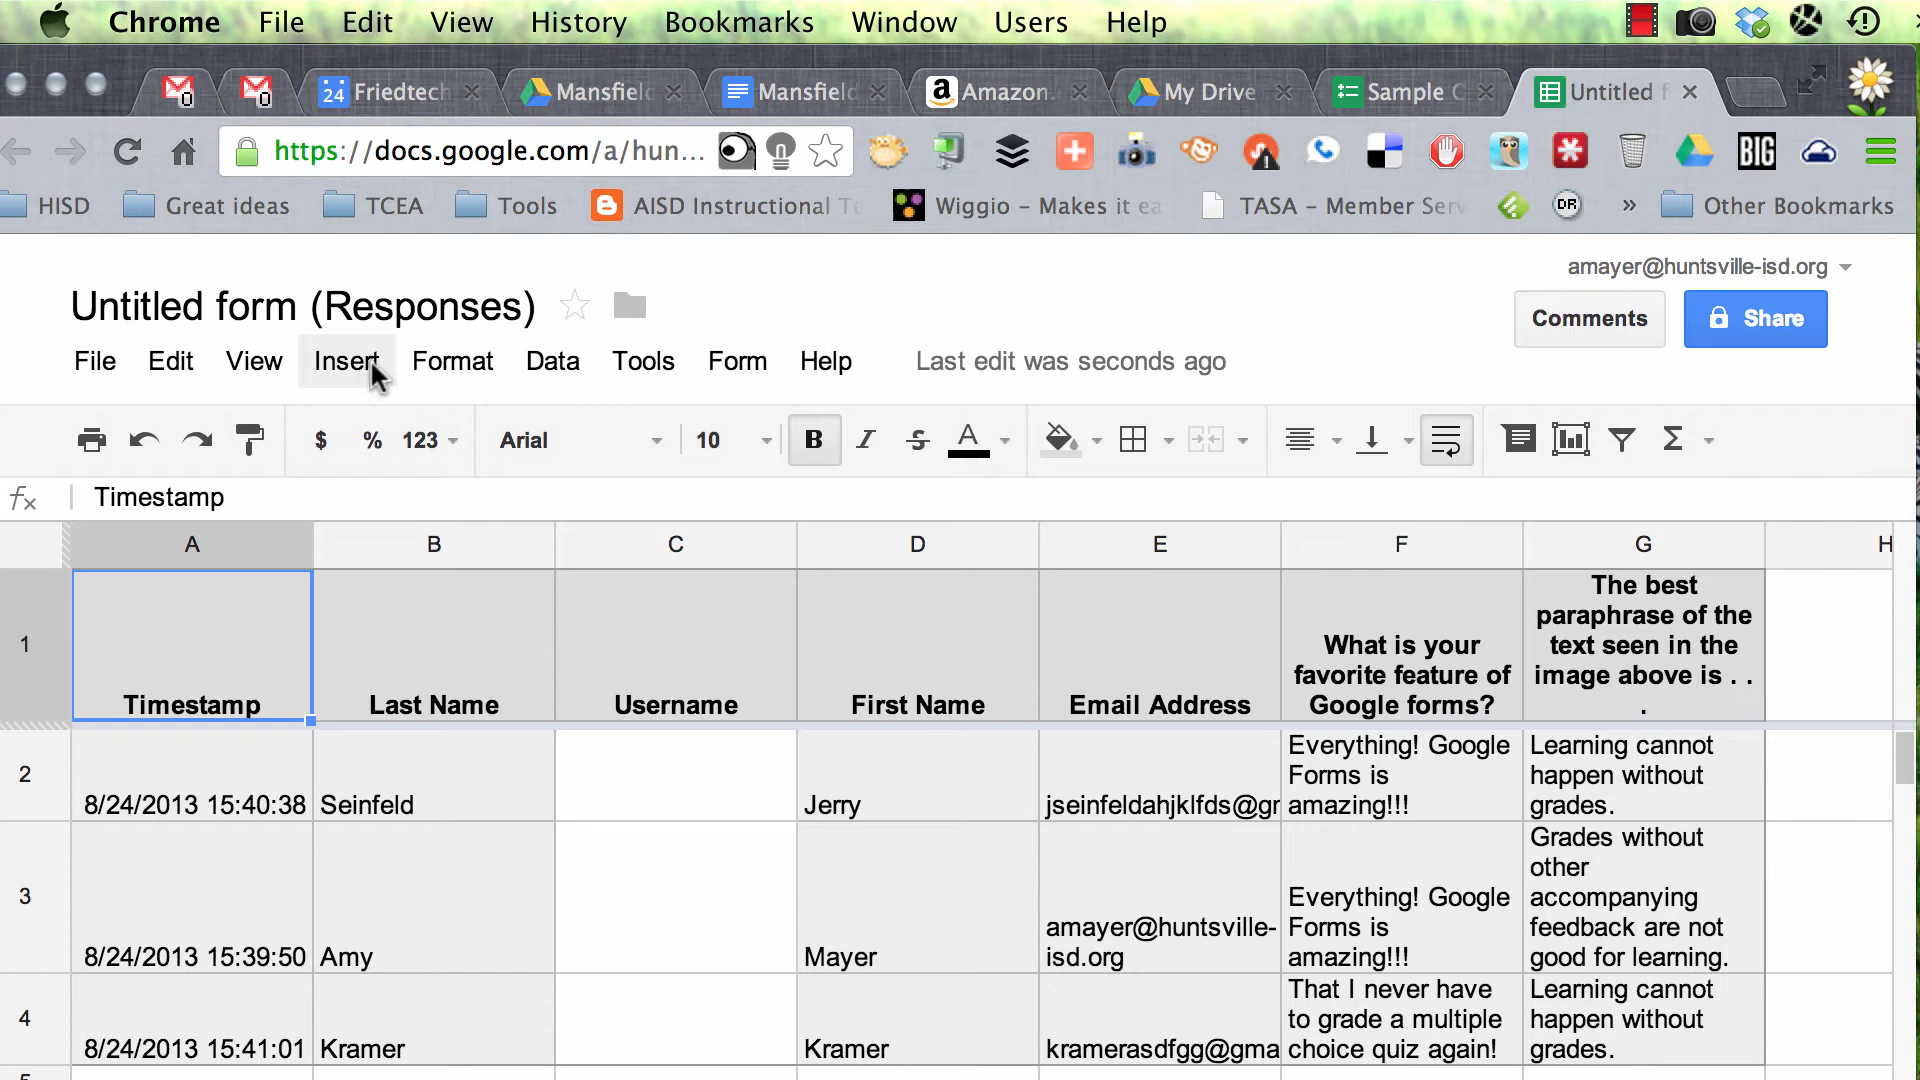 Chrome File Edit View History Bookmarks Window Users Help
0 0 24 Friedtech Mansfield Mansfield Amazon. My Drive Sample C Untitled f
https://docs.google.com/a/hun... BIG
HISD Great ideas TCEA Tools AISD Instructional Te Wiggio - Makes it ea TASA - Member Serv DR » Other Bookmarks
amayer@huntsville-isd.org
Untitled form (Responses)
Comments Share
File Edit View Insert Format Data Tools Form Help Last edit was seconds ago
$ % 123 Arial 10 B I S A Σ
fx Timestamp
A B C D E F G H
1
Timestamp
Last Name
Username
First Name
Email Address
What is your
favorite feature of
Google forms?
The best
paraphrase of the
text seen in the
image above is . .
.
2
8/24/2013 15:40:38
Seinfeld
Jerry
jseinfeldahjklfds@gr
Everything! Google
Forms is
amazing!!!
Learning cannot
happen without
grades.
3
8/24/2013 15:39:50
Amy
Mayer
amayer@huntsville-
isd.org
Everything! Google
Forms is
amazing!!!
Grades without
other
accompanying
feedback are not
good for learning.
4
8/24/2013 15:41:01
Kramer
Kramer
kramerasdfgg@gma
That I never have
to grade a multiple
choice quiz again!
Learning cannot
happen without
grades.